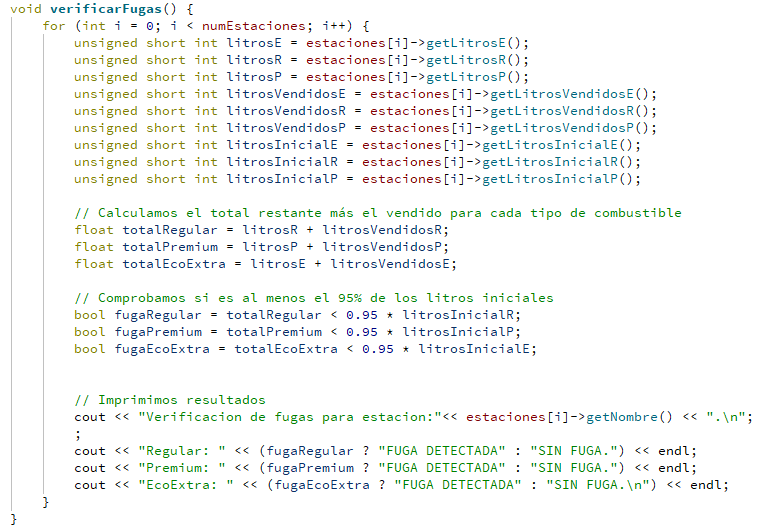 void verificarFugas() {
    for (int i = 0; i < numEstaciones; i++) {
        unsigned short int litrosE = estaciones[i]->getLitrosE();
        unsigned short int litrosR = estaciones[i]->getLitrosR();
        unsigned short int litrosP = estaciones[i]->getLitrosP();
        unsigned short int litrosVendidosE = estaciones[i]->getLitrosVendidosE();
        unsigned short int litrosVendidosR = estaciones[i]->getLitrosVendidosR();
        unsigned short int litrosVendidosP = estaciones[i]->getLitrosVendidosP();
        unsigned short int litrosInicialE = estaciones[i]->getLitrosInicialE();
        unsigned short int litrosInicialR = estaciones[i]->getLitrosInicialR();
        unsigned short int litrosInicialP = estaciones[i]->getLitrosInicialP();

        // Calculamos el total restante más el vendido para cada tipo de combustible
        float totalRegular = litrosR + litrosVendidosR;
        float totalPremium = litrosP + litrosVendidosP;
        float totalEcoExtra = litrosE + litrosVendidosE;

        // Comprobamos si es al menos el 95% de los litros iniciales
        bool fugaRegular = totalRegular < 0.95 * litrosInicialR;
        bool fugaPremium = totalPremium < 0.95 * litrosInicialP;
        bool fugaEcoExtra = totalEcoExtra < 0.95 * litrosInicialE;


        // Imprimimos resultados
        cout << "Verificacion de fugas para estacion:"<< estaciones[i]->getNombre() << ".\n";
        ;
        cout << "Regular: " << (fugaRegular ? "FUGA DETECTADA" : "SIN FUGA.") << endl;
        cout << "Premium: " << (fugaPremium ? "FUGA DETECTADA" : "SIN FUGA.") << endl;
        cout << "EcoExtra: " << (fugaEcoExtra ? "FUGA DETECTADA" : "SIN FUGA.\n") << endl;
    }
}